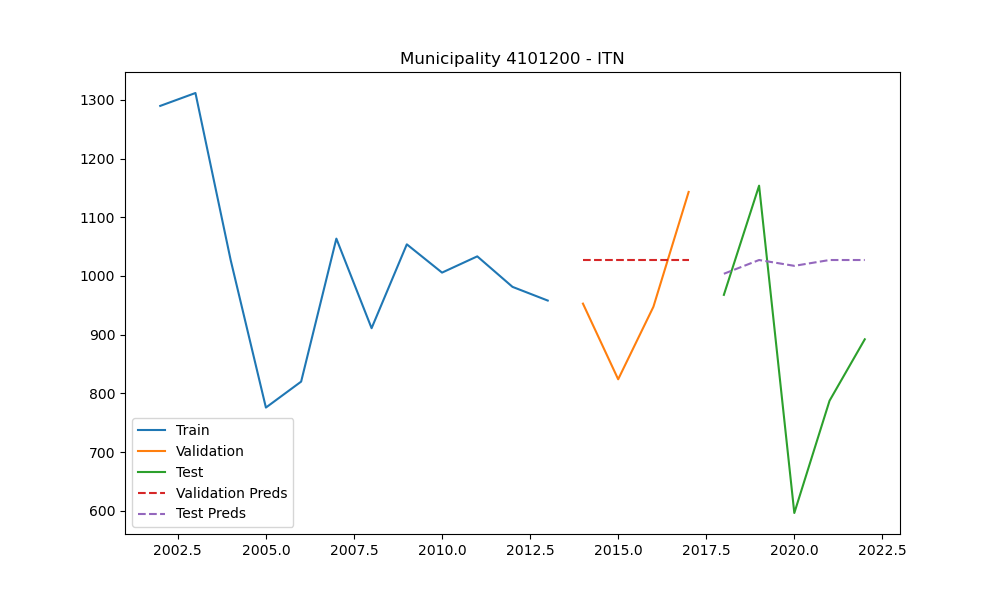 Municipality 4101200 - ITN
1300
1200
1100
1000
900
800
700
600
Train
Validation
Test
Validation Preds
Test Preds
2002.5 2005.0 2007.5 2010.0 2012.5 2015.0 2017.5 2020.0 2022.5